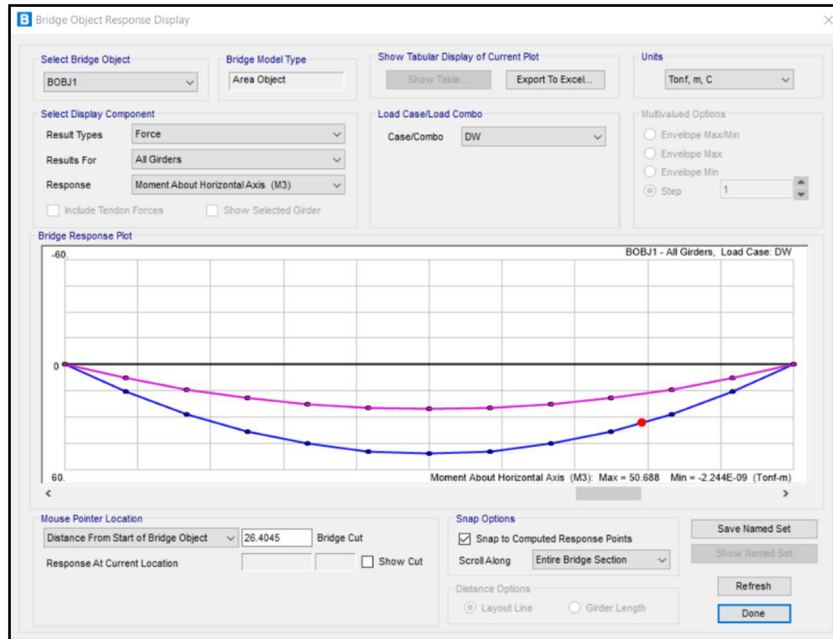 B Bridge Object Response Display
Select Bridge Object
BOBJ1
Bridge Model Type
Area Object
Show Tabular Display of Current Plot
Show Table...
Export To Excel...
Units
Tonf, m, C
Select Display Component
Result Types Force
Results For All Girders
Response Moment About Horizontal Axis (M3)
Include Tendon Forces Show Selected Girder
Load Case/Load Combo
Case/Combo DW
Multivalued Options
Envelope Max/Min
Envelope Max
Envelope Min
Step 1
Bridge Response Plot
-60.
BOBJ1 - All Girders, Load Case: DW
0
60.
Moment About Horizontal Axis (M3): Max = 50.688 Min = -2.244E-09 (Tonf-m)
Mouse Pointer Location
Distance From Start of Bridge Object 26.4045 Bridge Cut
Response At Current Location Show Cut
Snap Options
Snap to Computed Response Points
Scroll Along Entire Bridge Section
Distance Options
Layout Line Girder Length
Save Named Set
Show Named Set
Refresh
Done